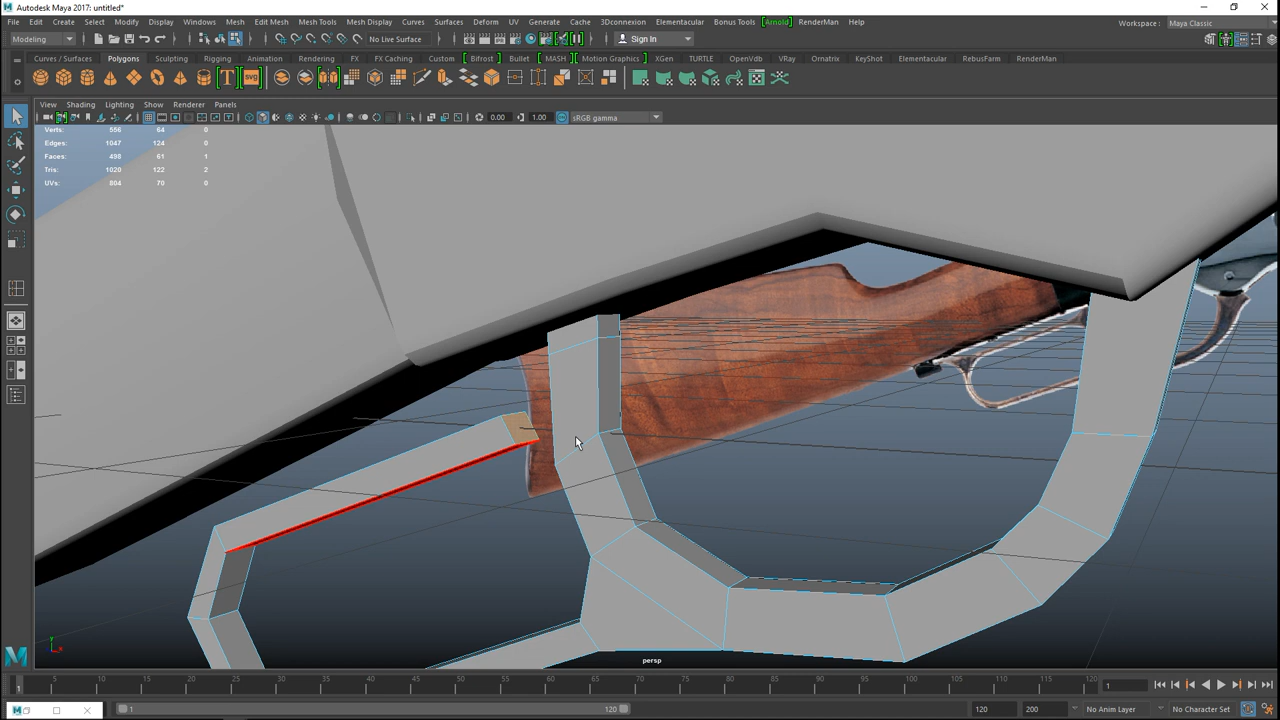 Autodesk Maya 2017: untitled*
File Edit Create Select Modify Display Windows Mesh Edit Mesh Mesh Tools Mesh Display Curves Surfaces Deform UV Generate Cache 3Dconnexion Elementacular Bonus Tools [Arnold] RenderMan Help
Workspace : Maya Classic
Modeling No Live Surface Sign In
Curves / Surfaces Polygons Sculpting Rigging Animation Rendering FX FX Caching Custom Bifrost Bullet MASH Motion Graphics XGen TURTLE OpenVdb VRay Ornatrix KeyShot Elementacular RebusFarm RenderMan
T SVG
View Shading Lighting Show Renderer Panels
0.00 1.00 sRGB gamma
Verts: 556 64 0
Edges: 1047 124 0
Faces: 498 61 1
Tris: 1020 122 2
UVs: 804 70 0
y x
persp
1 5 10 15 20 25 30 35 40 45 50 55 60 65 70 75 80 85 90 95 100 105 110 115 120 1
1 120 120 200 No Anim Layer No Character Set